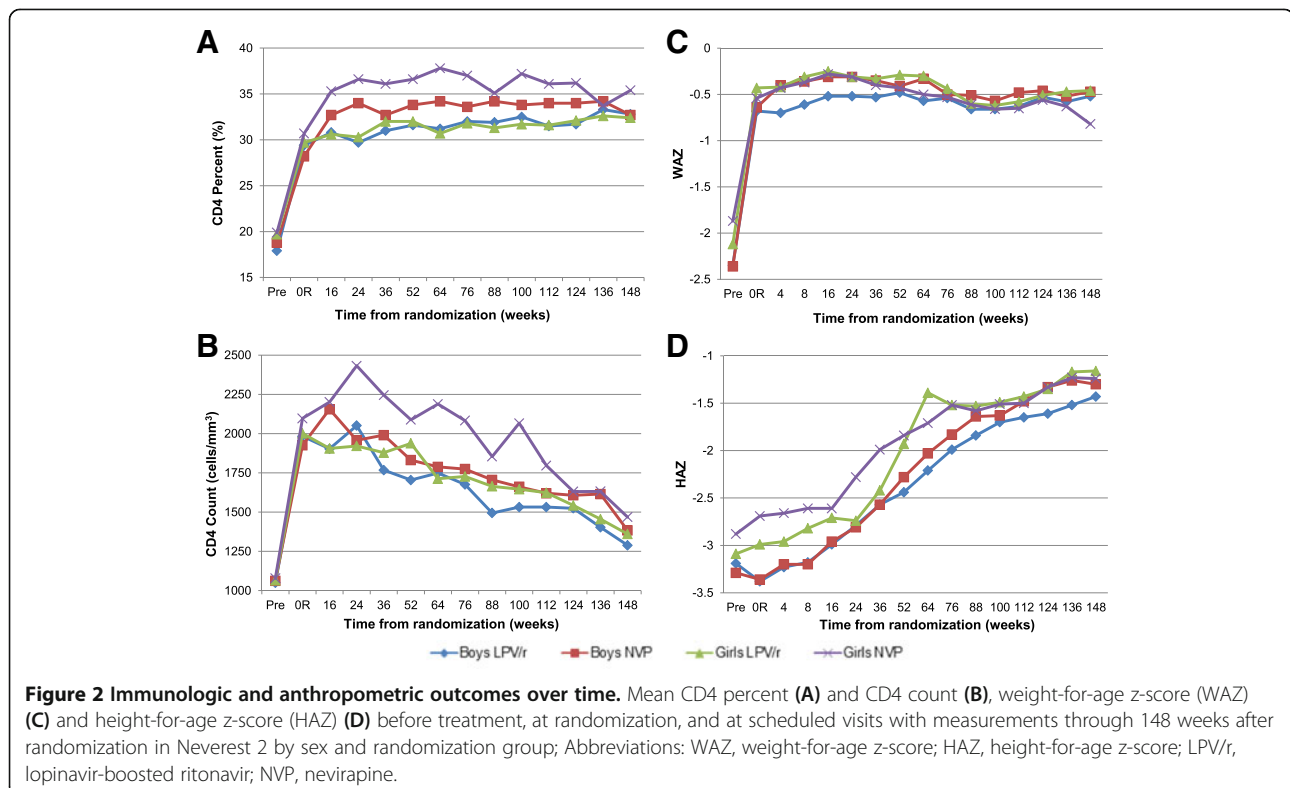 A
40
35
30
25
20
15
CD4 Percent (%)
Pre 0R 16 24 36 52 64 76 88 100 112 124 136 148
Time from randomization (weeks)
C
0
-0.5
-1
-1.5
-2
-2.5
WAZ
Pre 0R 4 8 16 24 36 52 64 76 88 100 112 124 136 148
Time from randomization (weeks)
B
2500
2250
2000
1750
1500
1250
1000
CD4 Count (cells/mm³)
Pre 0R 16 24 36 52 64 76 88 100 112 124 136 148
Time from randomization (weeks)
D
-1
-1.5
-2
-2.5
-3
-3.5
HAZ
Pre 0R 4 8 16 24 36 52 64 76 88 100 112 124 136 148
Time from randomization (weeks)
Boys LPV/r Boys NVP Girls LPV/r Girls NVP
Figure 2 Immunologic and anthropometric outcomes over time. Mean CD4 percent (A) and CD4 count (B), weight-for-age z-score (WAZ)
(C) and height-for-age z-score (HAZ) (D) before treatment, at randomization, and at scheduled visits with measurements through 148 weeks after
randomization in Neverest 2 by sex and randomization group; Abbreviations: WAZ, weight-for-age z-score; HAZ, height-for-age z-score; LPV/r,
lopinavir-boosted ritonavir; NVP, nevirapine.